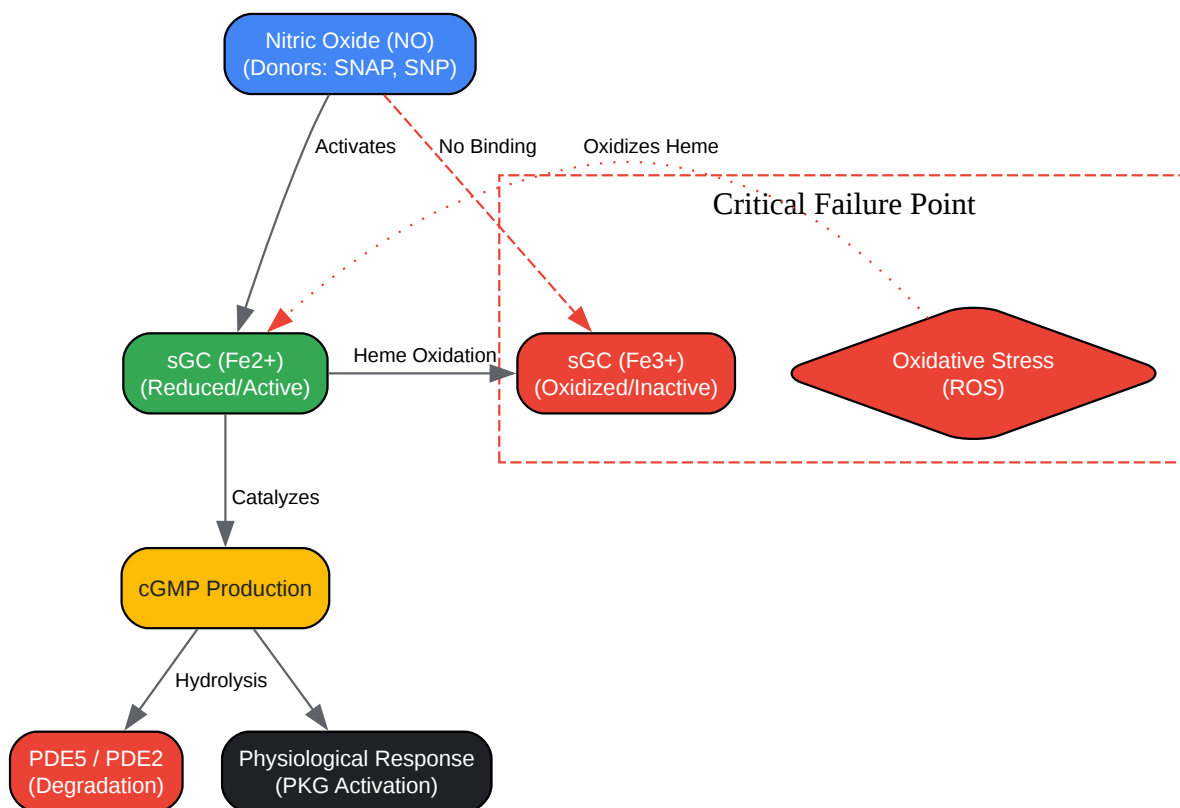 Nitric Oxide (NO)
(Donors: SNAP, SNP)
Activates
No Binding
Oxidizes Heme
Critical Failure Point
sGC (Fe2+)
(Reduced/Active)
Heme Oxidation
sGC (Fe3+)
(Oxidized/Inactive)
Oxidative Stress
(ROS)
Catalyzes
cGMP Production
Hydrolysis
PDE5 / PDE2
(Degradation)
Physiological Response
(PKG Activation)